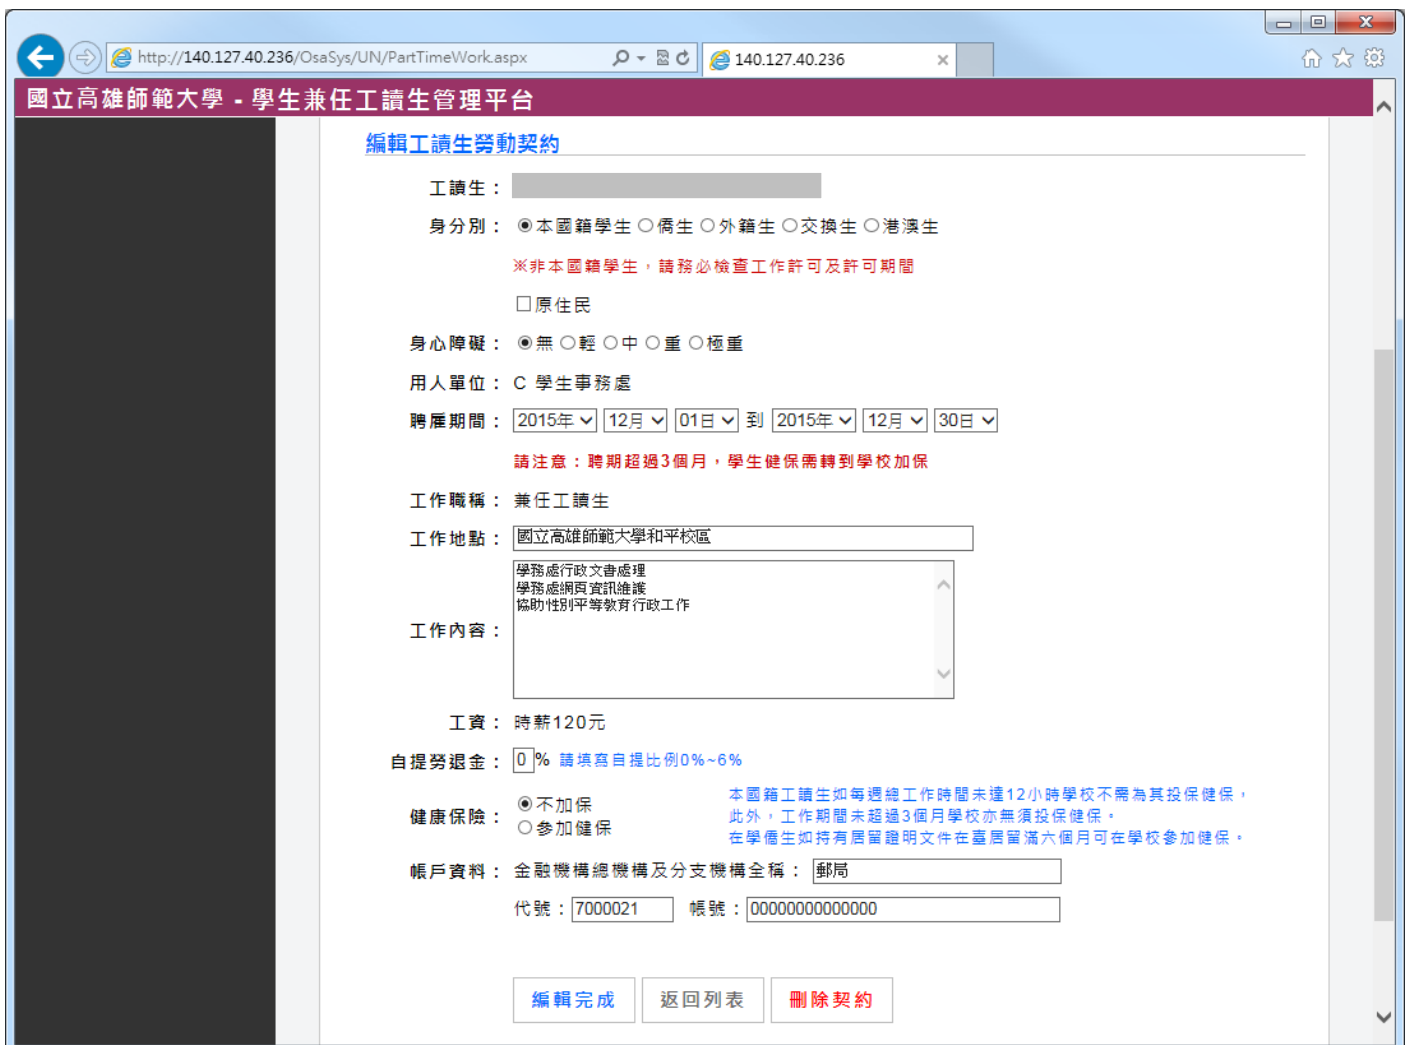 http://140.127.40.236/OsaSys/UN/PartTimeWork.aspx
140.127.40.236
國立高雄師範大學 - 學生兼任工讀生管理平台
編輯工讀生勞動契約
工讀生：
身分別： 本國籍學生 僑生 外籍生 交換生 港澳生
※非本國籍學生，請務必檢查工作許可及許可期間
原住民
身心障礙： 無 輕 中 重 極重
用人單位： C 學生事務處
聘雇期間： 2015年 12月 01日 到 2015年 12月 30日
請注意：聘期超過3個月，學生健保需轉到學校加保
工作職稱： 兼任工讀生
工作地點： 國立高雄師範大學和平校區
學務處行政文書處理
學務處網頁資訊維護
協助性別平等教育行政工作
工作內容：
工資： 時薪120元
自提勞退金： 0 % 請填寫自提比例0%~6%
健康保險： 不加保
參加健保
本國籍工讀生如每週總工作時間未達12小時學校不需為其投保健保，
此外，工作期間未超過3個月學校亦無須投保健保。
在學僑生如持有居留證明文件在臺居留滿六個月可在學校參加健保。
帳戶資料： 金融機構總機構及分支機構全稱： 郵局
代號： 7000021 帳號： 00000000000000
編輯完成 返回列表 刪除契約